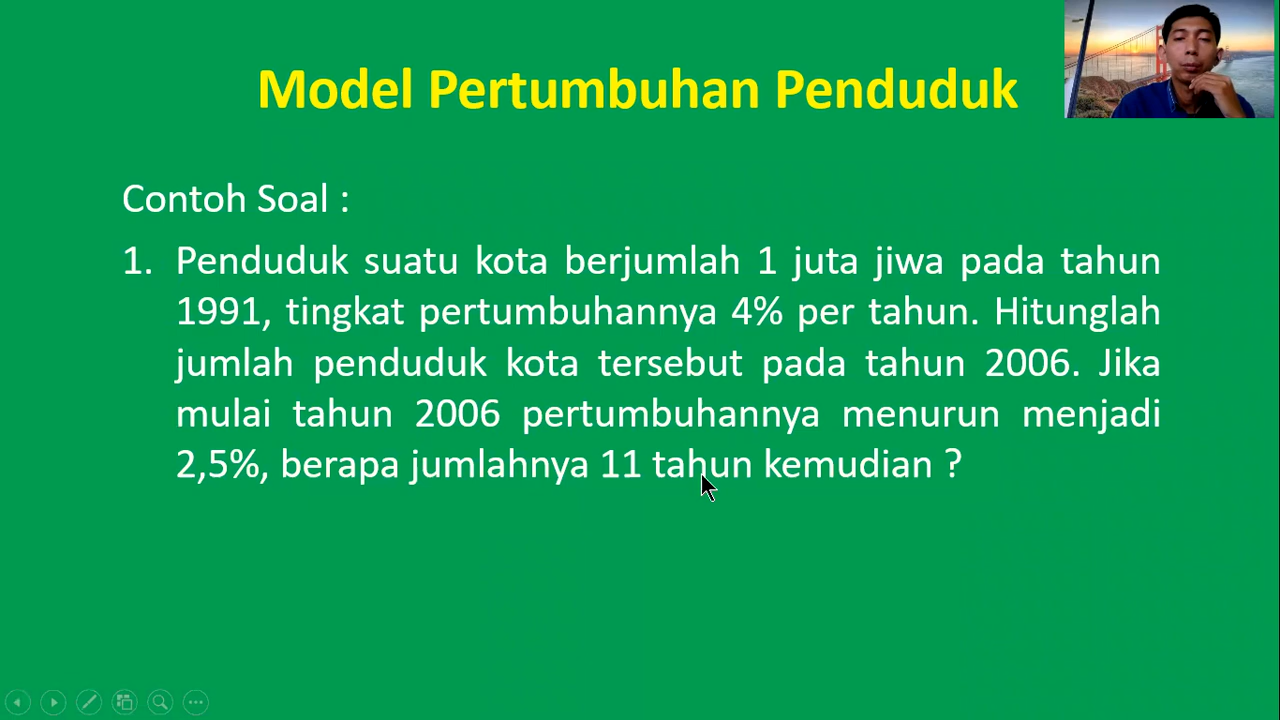 Model Pertumbuhan Penduduk
Contoh Soal :
1. Penduduk suatu kota berjumlah 1 juta jiwa pada tahun
1991, tingkat pertumbuhannya 4% per tahun. Hitunglah
jumlah penduduk kota tersebut pada tahun 2006. Jika
mulai tahun 2006 pertumbuhannya menurun menjadi
2,5%, berapa jumlahnya 11 tahun kemudian ?